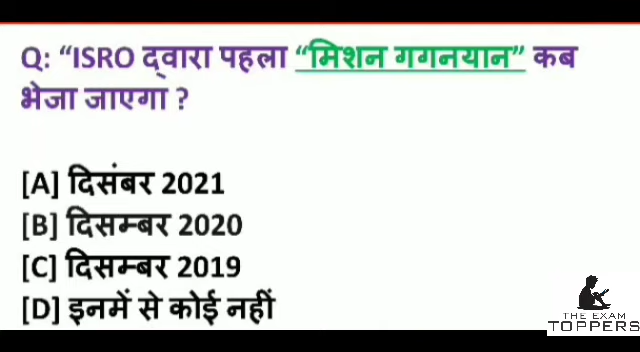 Q: “ISRO द्वारा पहला “मिशन गगनयान” कब
भेजा जाएगा ?
[A] दिसंबर 2021
[B] दिसम्बर 2020
[C] दिसम्बर 2019
[D] इनमें से कोई नहीं
THE EXAM
TOPPERS